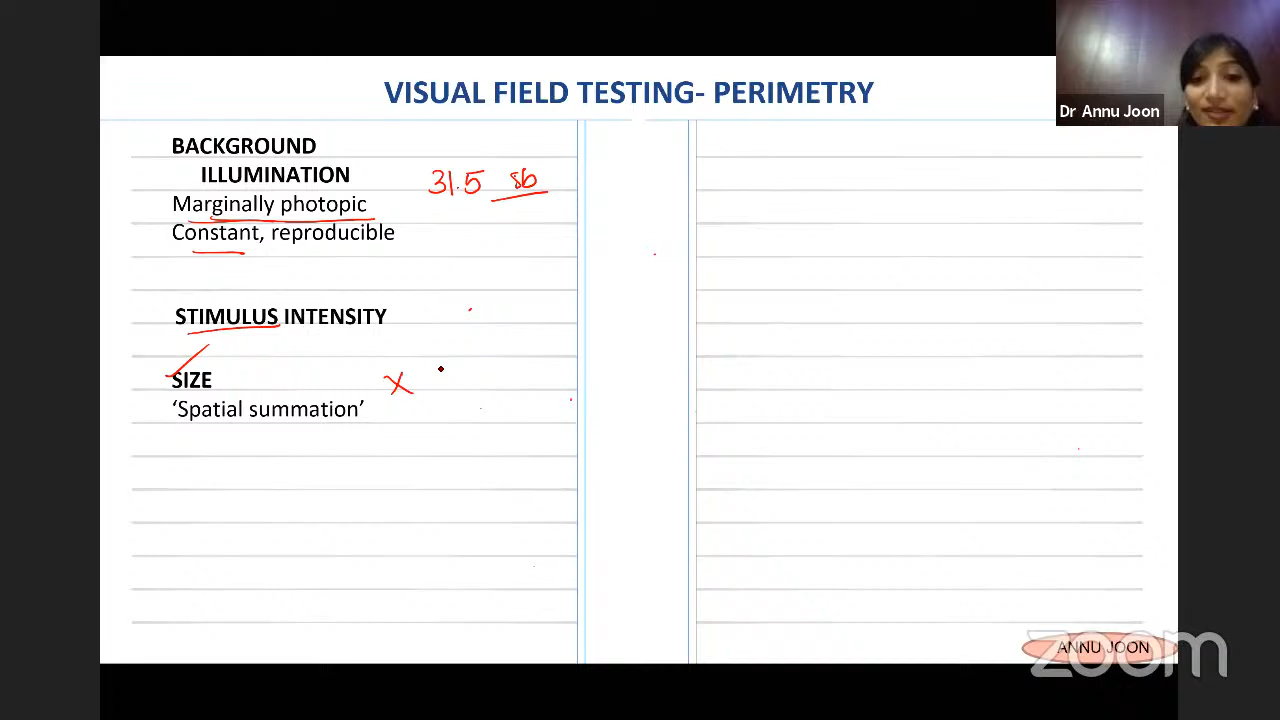 VISUAL FIELD TESTING- PERIMETRY
Dr Annu Joon
BACKGROUND
ILLUMINATION
31.5 sb
Marginally photopic
Constant, reproducible
STIMULUS INTENSITY
SIZE
X
‘Spatial summation’
ANNU JOON
zoom